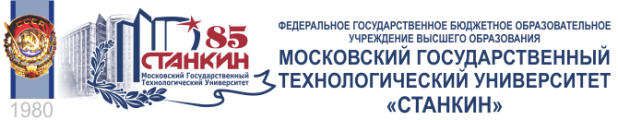 СССР
1980
85
СТАНКИН
Московский Государственный
Технологический Университет
ФЕДЕРАЛЬНОЕ ГОСУДАРСТВЕННОЕ БЮДЖЕТНОЕ ОБРАЗОВАТЕЛЬНОЕ
УЧРЕЖДЕНИЕ ВЫСШЕГО ОБРАЗОВАНИЯ
МОСКОВСКИЙ ГОСУДАРСТВЕННЫЙ
ТЕХНОЛОГИЧЕСКИЙ УНИВЕРСИТЕТ
«СТАНКИН»